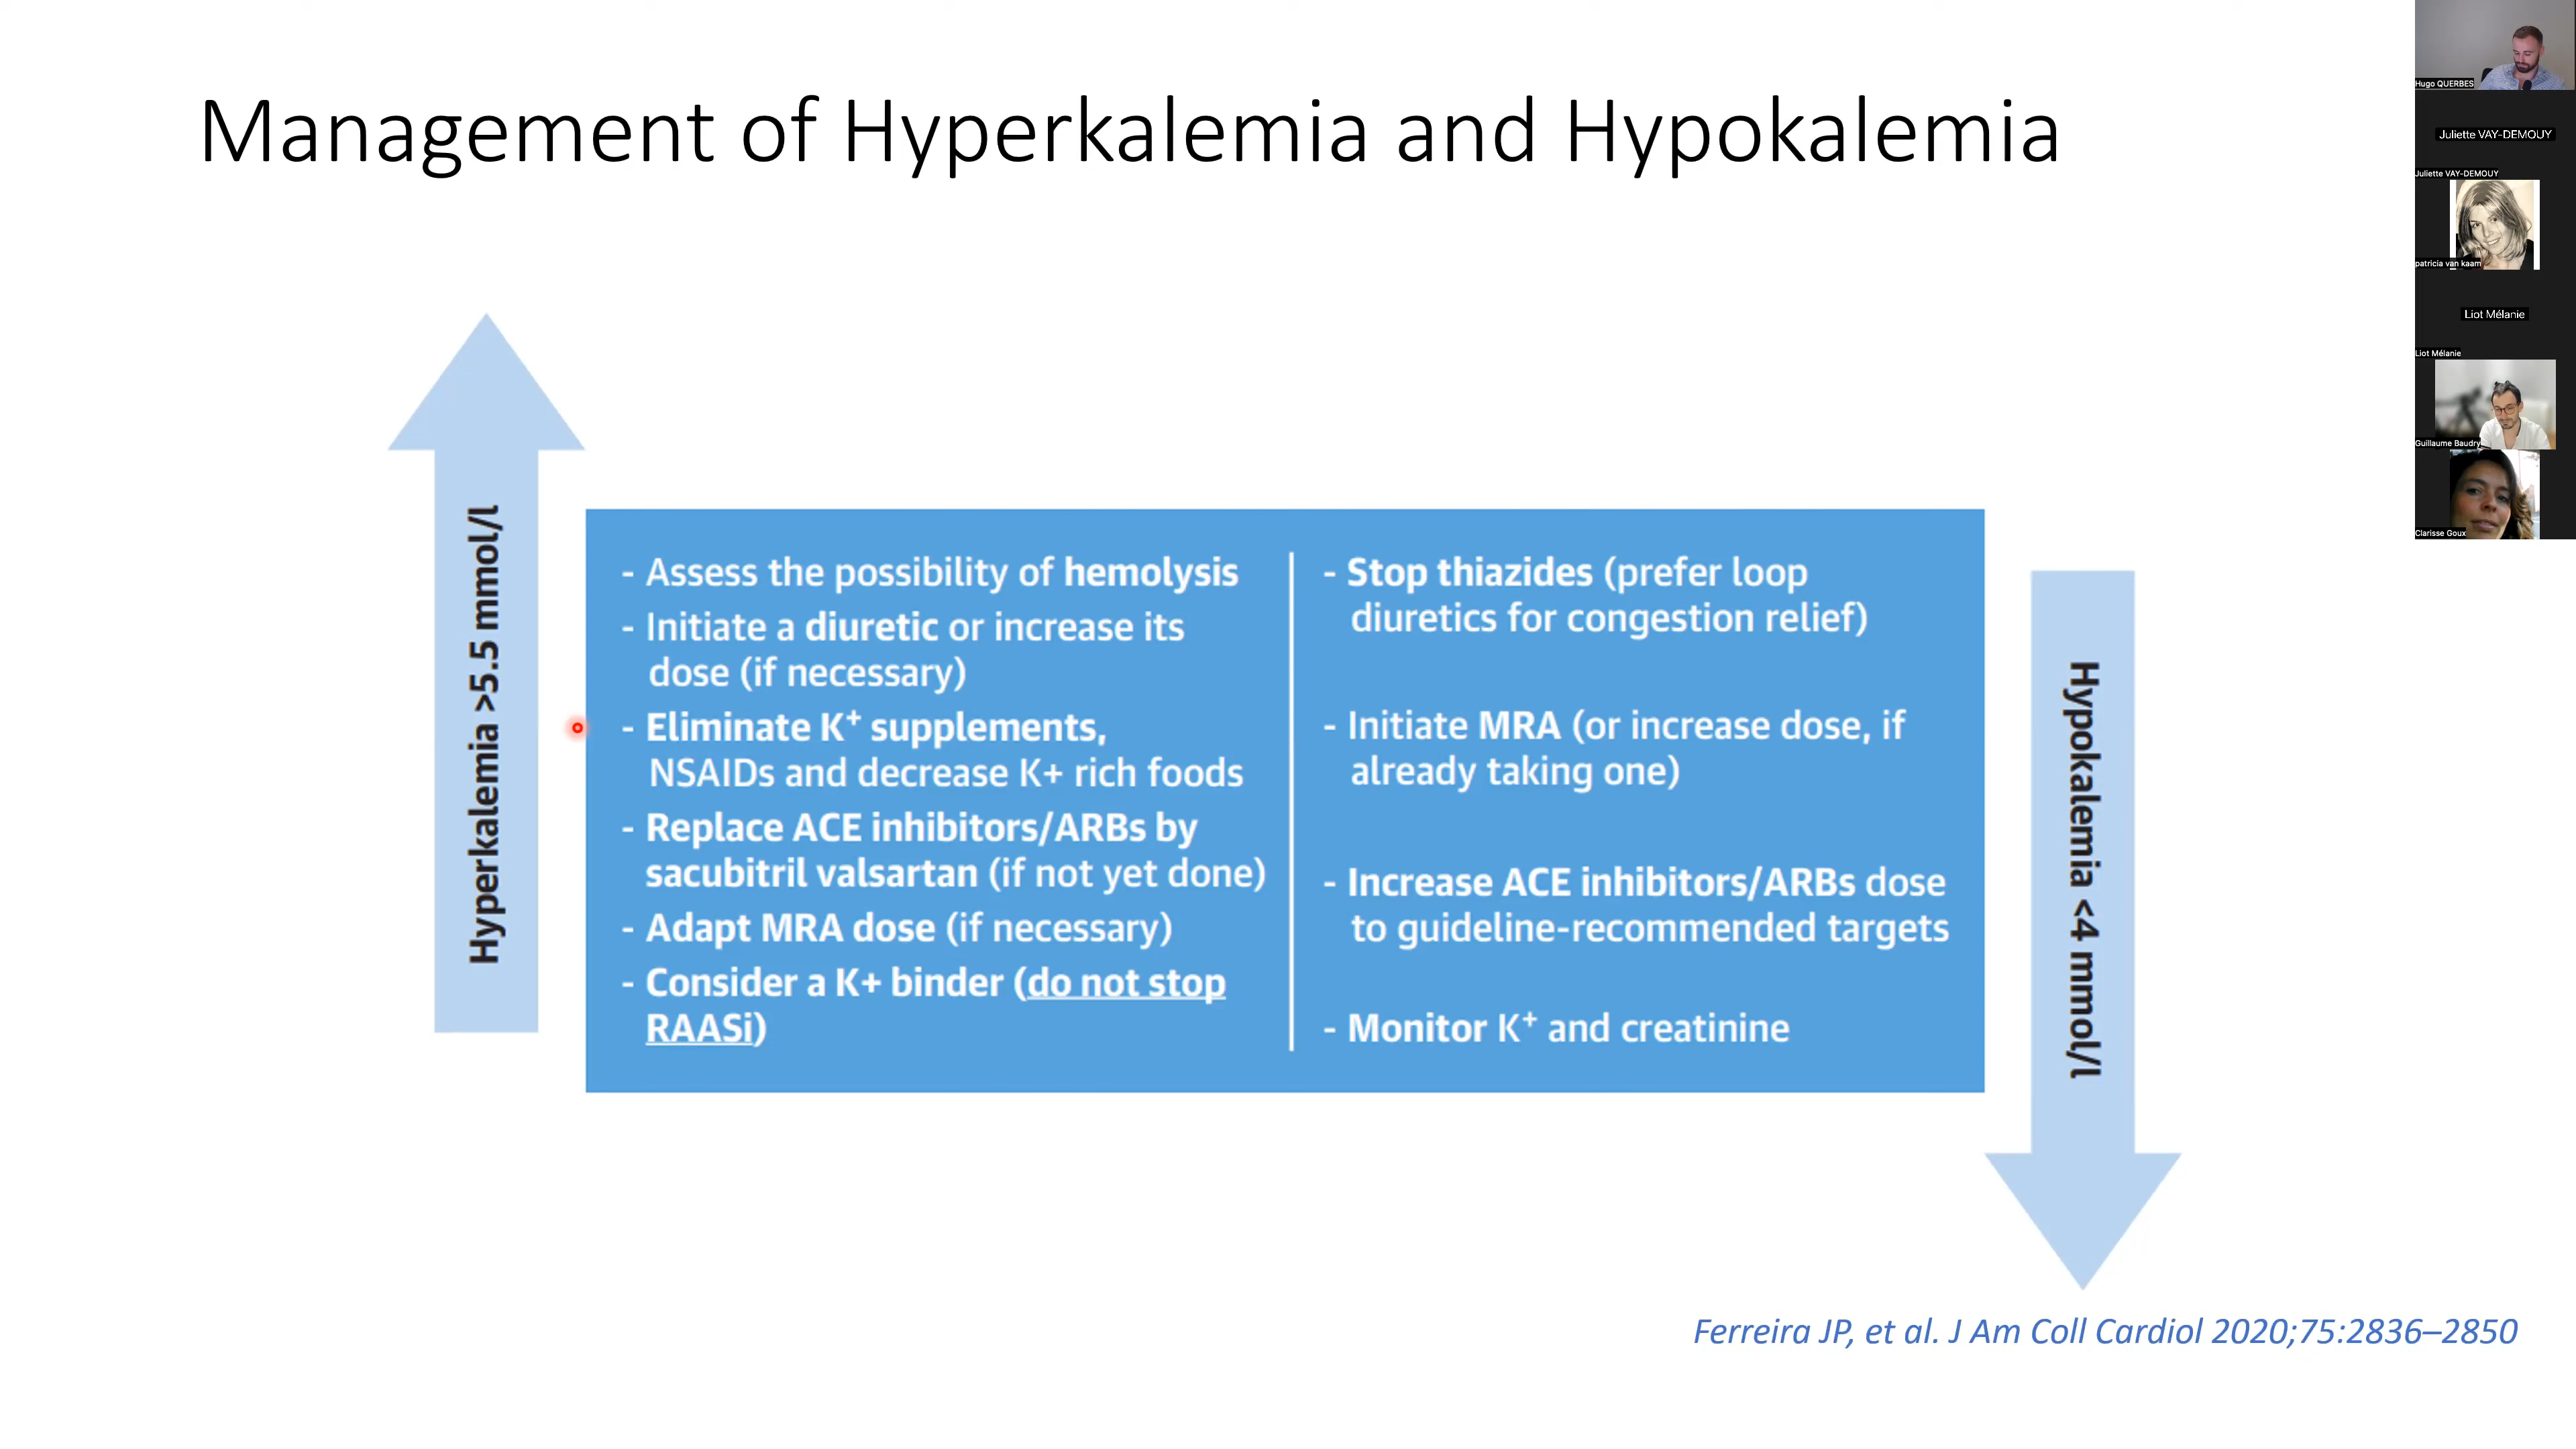 Management of Hyperkalemia and Hypokalemia
Hyperkalemia >5.5 mmol/l
- Assess the possibility of hemolysis
- Initiate a diuretic or increase its
dose (if necessary)
- Eliminate K⁺ supplements,
NSAIDs and decrease K+ rich foods
- Replace ACE inhibitors/ARBs by
sacubitril valsartan (if not yet done)
- Adapt MRA dose (if necessary)
- Consider a K+ binder (do not stop
RAASi)
- Stop thiazides (prefer loop
diuretics for congestion relief)
- Initiate MRA (or increase dose, if
already taking one)
- Increase ACE inhibitors/ARBs dose
to guideline-recommended targets
- Monitor K⁺ and creatinine
Hypokalemia <4 mmol/l
Ferreira JP, et al. J Am Coll Cardiol 2020;75:2836–2850
Hugo QUERBES
Juliette VAY-DEMOUY
Juliette VAY-DEMOUY
patricia van kaam
Liot Mélanie
Liot Mélanie
Guillaume Baudry
Clarisse Goux